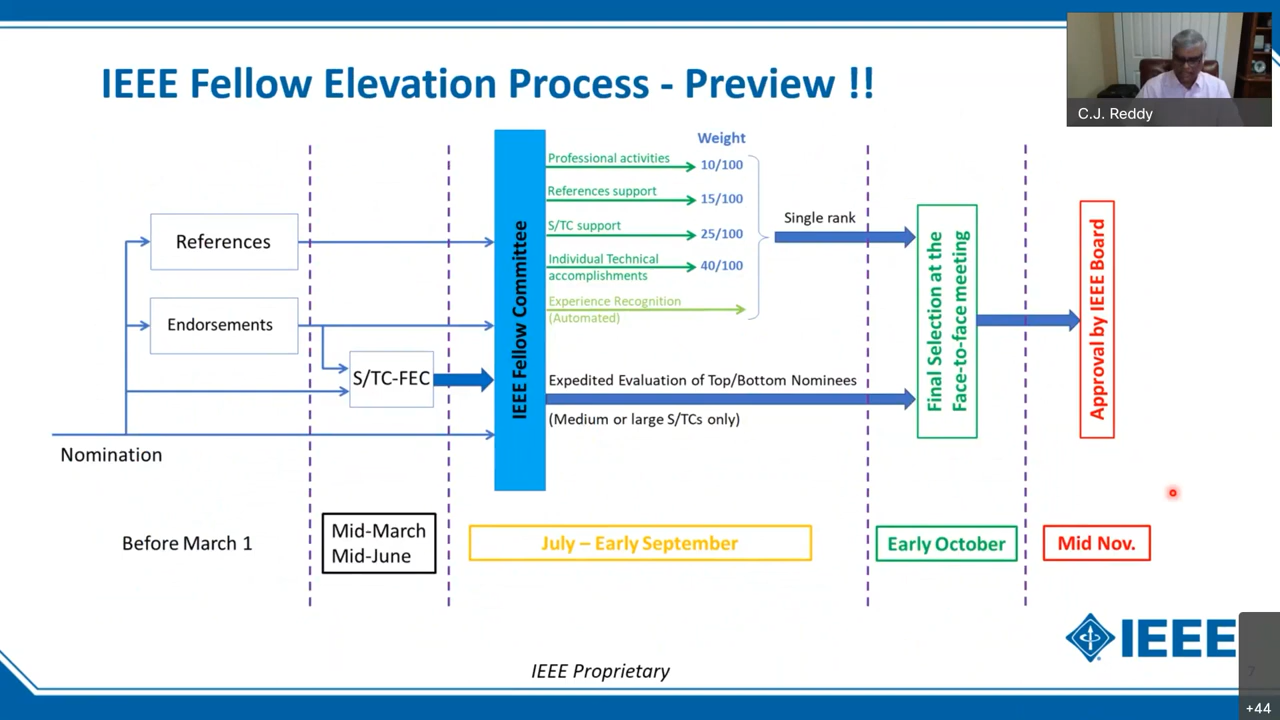 IEEE Fellow Elevation Process - Preview !!
C.J. Reddy
Weight
Professional activities
10/100
References support
15/100
S/TC support
25/100
Individual Technical
accomplishments
40/100
Experience Recognition
(Automated)
Single rank
References
Endorsements
S/TC-FEC
Nomination
IEEE Fellow Committee
Expedited Evaluation of Top/Bottom Nominees
(Medium or large S/TCs only)
Final Selection at the
Face-to-face meeting
Approval by IEEE Board
Before March 1
Mid-March
Mid-June
July – Early September
Early October
Mid Nov.
IEEE
IEEE Proprietary
7
+44